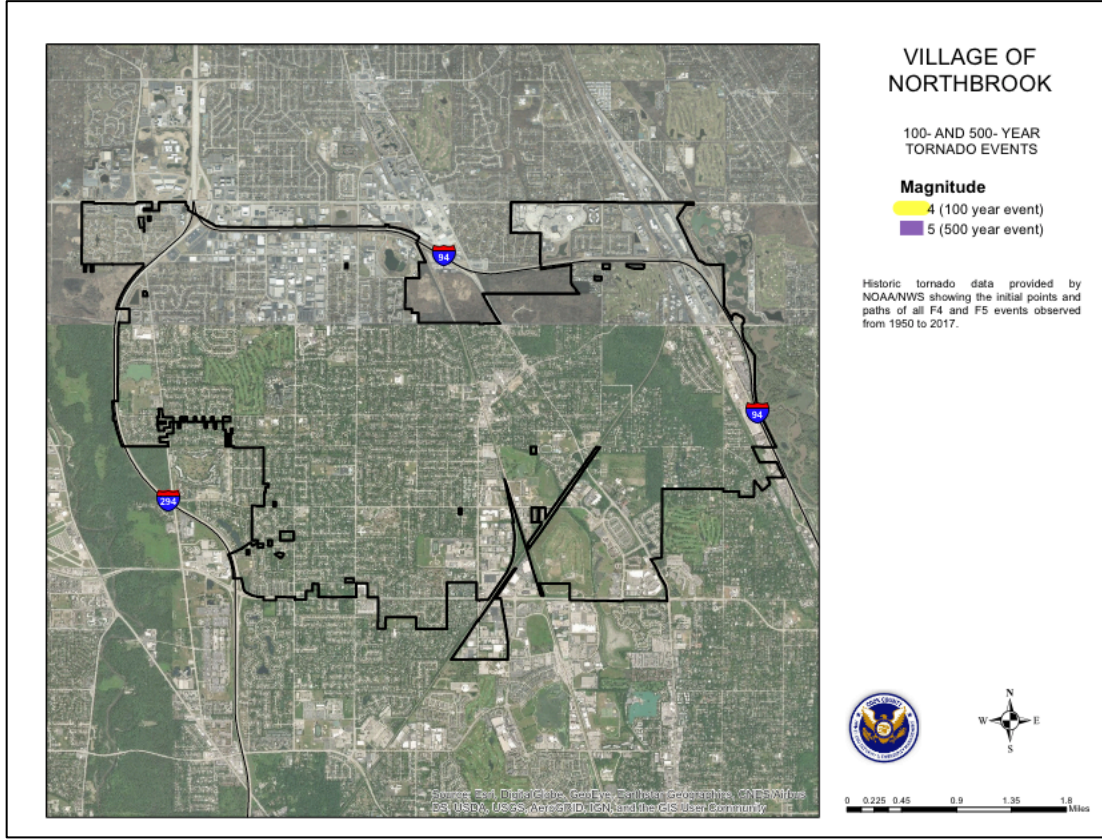 VILLAGE OF
NORTHBROOK
100- AND 500- YEAR
TORNADO EVENTS
Magnitude
4 (100 year event)
5 (500 year event)
Historic tornado data provided by
NOAA/NWS showing the initial points and
paths of all F4 and F5 events observed
from 1950 to 2017.
94
94
294
Source: Esri, DigitalGlobe, GeoEye, Earthstar Geographics, CNES/Airbus
DS, USDA, USGS, AeroGRID, IGN, and the GIS User Community
COOK COUNTY
N
W E
S
0 0.225 0.45 0.9 1.35 1.8
Miles